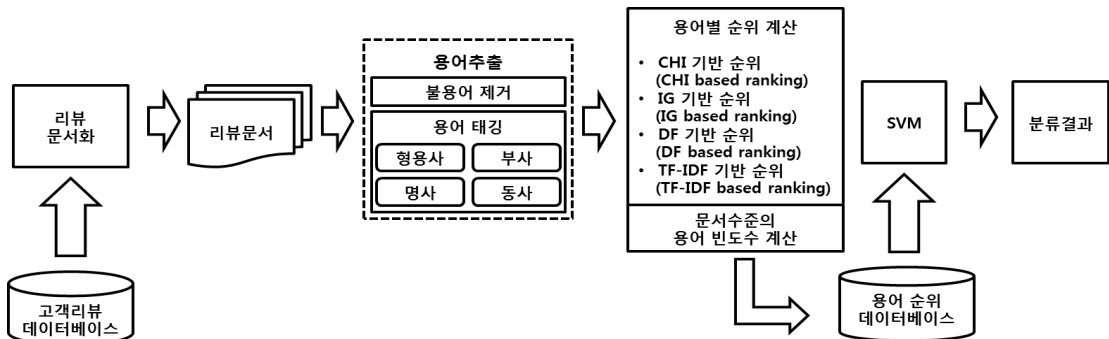 리뷰
문서화
고객리뷰
데이터베이스
리뷰문서
용어추출
불용어 제거
용어 태깅
형용사
부사
명사
동사
용어별 순위 계산
• CHI 기반 순위
(CHI based ranking)
• IG 기반 순위
(IG based ranking)
• DF 기반 순위
(DF based ranking)
• TF-IDF 기반 순위
(TF-IDF based ranking)
문서수준의
용어 빈도수 계산
용어 순위
데이터베이스
SVM
분류결과